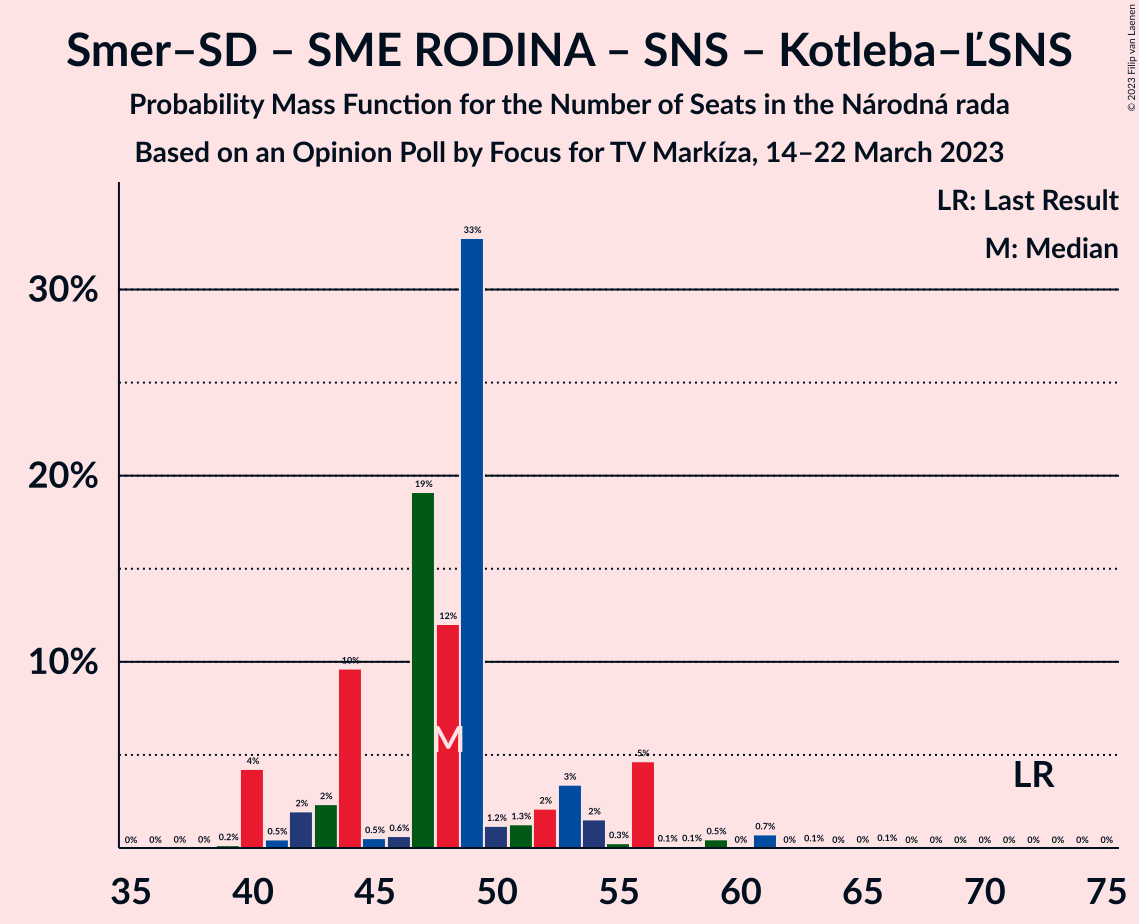 Smer–SD – SME RODINA – SNS – Kotleba–ĽSNS
Probability Mass Function for the Number of Seats in the Národná rada
Based on an Opinion Poll by Focus for TV Markíza, 14–22 March 2023
© 2023 Filip van Laenen
LR: Last Result
M: Median
30%
20%
10%
0% 0% 0% 0% 0.2% 4% 0.5% 2% 2% 10% 0.5% 0.6% 19% 12% 33% 1.2% 1.3% 2% 3% 2% 0.3% 5% 0.1% 0.1% 0.5% 0% 0.7% 0% 0.1% 0% 0% 0.1% 0% 0% 0% 0% 0% 0% 0% 0% 0%
M
LR
35 40 45 50 55 60 65 70 75